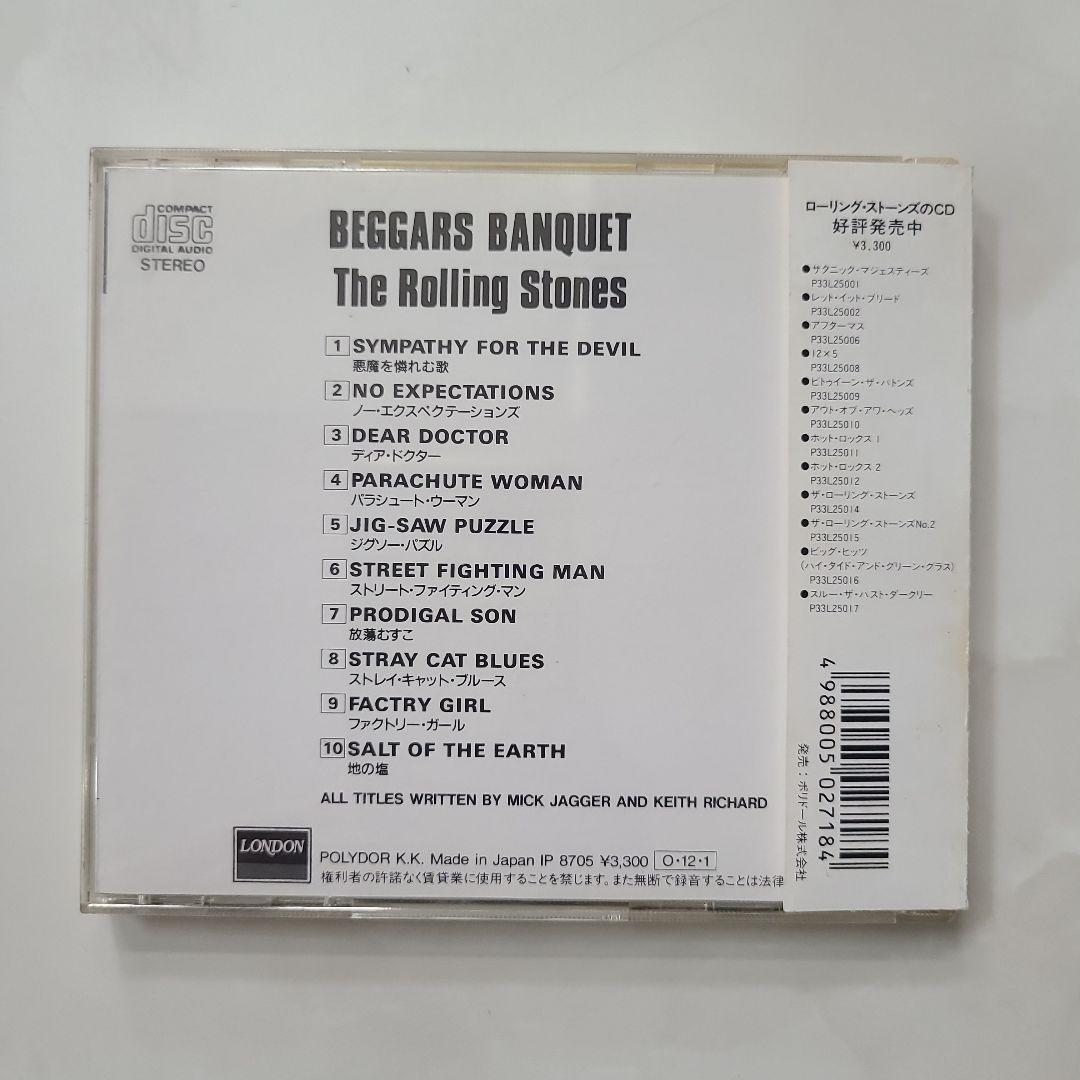 COMPACT
disc
DIGITAL AUDIO
STEREO
BEGGARS BANQUET
The Rolling Stones
1 SYMPATHY FOR THE DEVIL
悪魔を憐れむ歌
2 NO EXPECTATIONS
ノー・エクスペクテーションズ
3 DEAR DOCTOR
ディア・ドクター
4 PARACHUTE WOMAN
パラシュート・ウーマン
5 JIG-SAW PUZZLE
ジグソー・パズル
6 STREET FIGHTING MAN
ストリート・ファイティング・マン
7 PRODIGAL SON
放蕩むすこ
8 STRAY CAT BLUES
ストレイ・キャット・ブルース
9 FACTRY GIRL
ファクトリー・ガール
10 SALT OF THE EARTH
地の塩
ALL TITLES WRITTEN BY MICK JAGGER AND KEITH RICHARD
LONDON
POLYDOR K.K. Made in Japan IP 8705 ¥3,300 O・12・1
権利者の許諾なく賃貸業に使用することを禁じます。また無断で録音することは法律
ローリング・ストーンズのCD
好評発売中
¥3,300
●サタニック・マジェスティーズ
P33L25001
●レット・イット・ブリード
P33L25002
●アフターマス
P33L25006
●12×5
P33L25008
●ビトゥイーン・ザ・バトンズ
P33L25009
●アウト・オブ・アワ・ヘッズ
P33L25010
●ホット・ロックス 1
P33L25011
●ホット・ロックス 2
P33L25012
●ザ・ローリング・ストーンズ
P33L25014
●ザ・ローリング・ストーンズNo.2
P33L25015
●ビッグ・ヒッツ
(ハイ・タイド・アンド・グリーン・グラス)
P33L25016
●スルー・ザ・パスト・ダークリー
P33L25017
4 988005 027184
発売：ポリドール株式会社